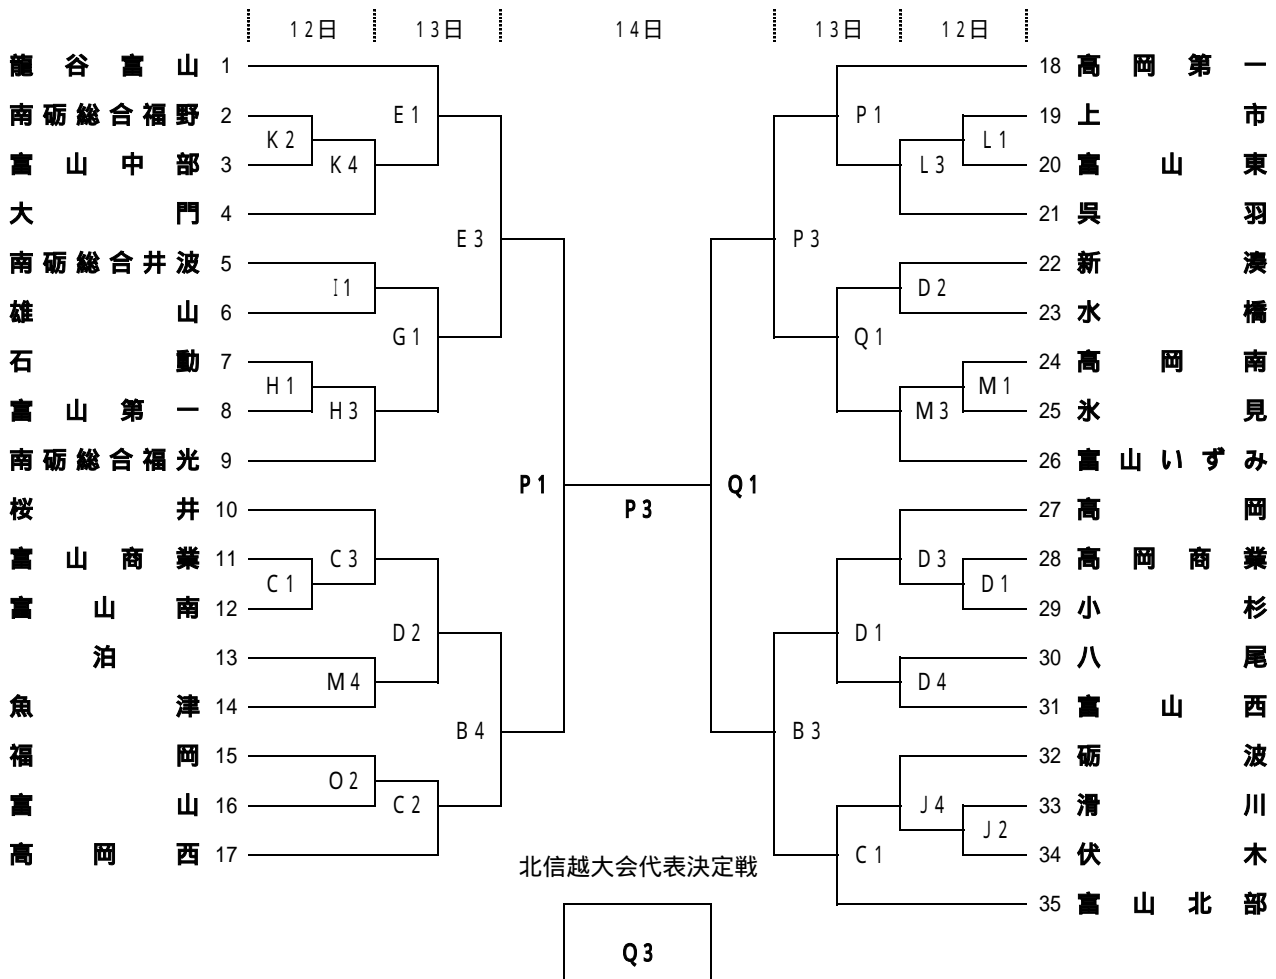 12日 13日 14日 13日 12日
龍谷富山 1 18 高岡第一
南砺総合福野 2 E1 P1 19 上市
K2 L1
富山中部 3 K4 L3 20 富山東
大門 4 21 呉羽
E3 P3
南砺総合井波 5 22 新湊
I1 D2
雄山 6 23 水橋
G1 Q1
石動 7 24 高岡南
H1 M1
富山第一 8 H3 M3 25 氷見
南砺総合福光 9 26 富山いずみ
P1 Q1
桜井 10 P3 27 高岡
富山商業 11 C3 D3 28 高岡商業
C1 D1
富山南 12 29 小杉
D2 D1
泊 13 30 八尾
M4 D4
魚津 14 31 富山西
B4 B3
福岡 15 32 砺波
O2
富山 16 C2 J4 33 滑川
J2
高岡西 17 C1 34 伏木
北信越大会代表決定戦
35 富山北部
Q3